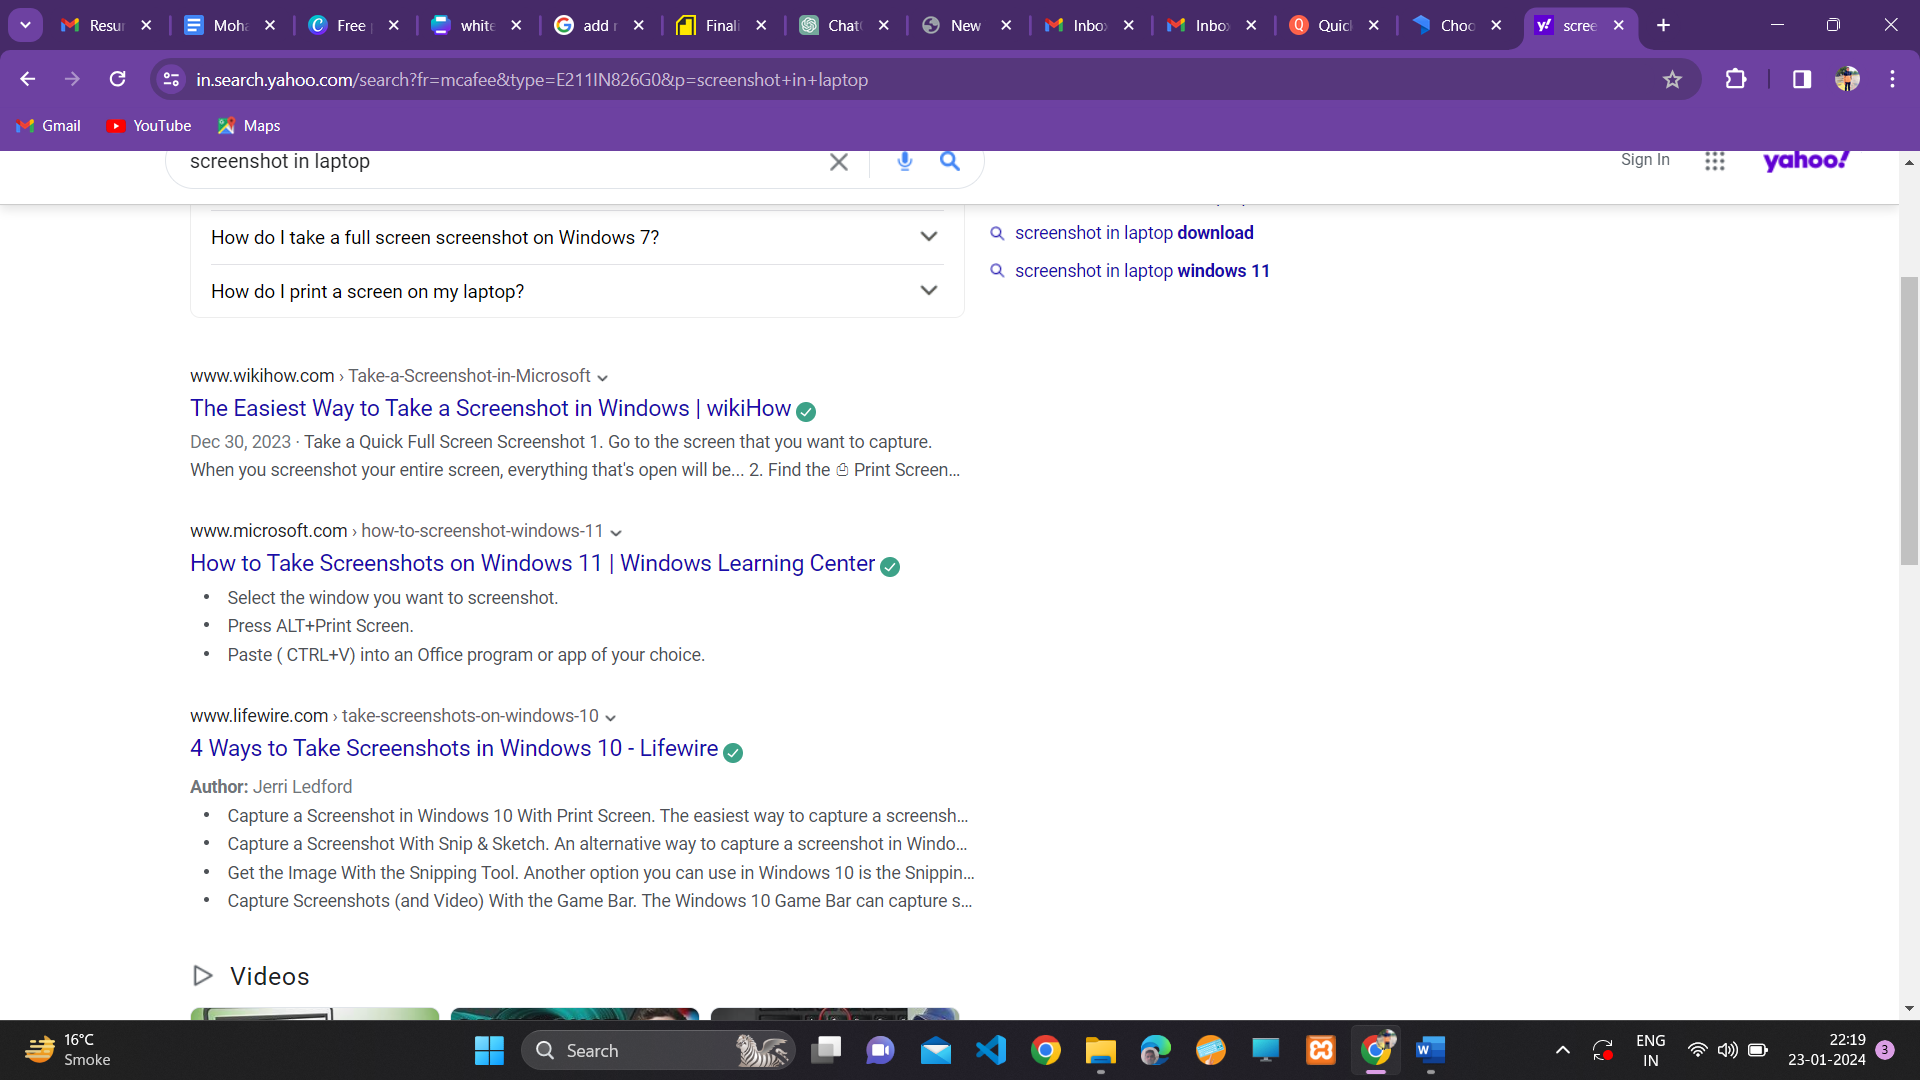 Resur
Moha
Free
white
add r
Finali
Chat
New
Inbo
Inbo
Quick
Choo
scree
in.search.yahoo.com/search?fr=mcafee&type=E211IN826G0&p=screenshot+in+laptop
Gmail
YouTube
Maps
screenshot in laptop
Sign In
yahoo!
How do I take a full screen screenshot on Windows 7?
How do I print a screen on my laptop?
screenshot in laptop download
screenshot in laptop windows 11
www.wikihow.com › Take-a-Screenshot-in-Microsoft
The Easiest Way to Take a Screenshot in Windows | wikiHow
Dec 30, 2023 · Take a Quick Full Screen Screenshot 1. Go to the screen that you want to capture.
When you screenshot your entire screen, everything that's open will be... 2. Find the ⎙ Print Screen…
www.microsoft.com › how-to-screenshot-windows-11
How to Take Screenshots on Windows 11 | Windows Learning Center
• Select the window you want to screenshot.
• Press ALT+Print Screen.
• Paste ( CTRL+V) into an Office program or app of your choice.
www.lifewire.com › take-screenshots-on-windows-10
4 Ways to Take Screenshots in Windows 10 - Lifewire
Author: Jerri Ledford
• Capture a Screenshot in Windows 10 With Print Screen. The easiest way to capture a screensh…
• Capture a Screenshot With Snip & Sketch. An alternative way to capture a screenshot in Windo…
• Get the Image With the Snipping Tool. Another option you can use in Windows 10 is the Snippin…
• Capture Screenshots (and Video) With the Game Bar. The Windows 10 Game Bar can capture s…
Videos
16°C
Smoke
Search
ENG
IN
22:19
23-01-2024
3